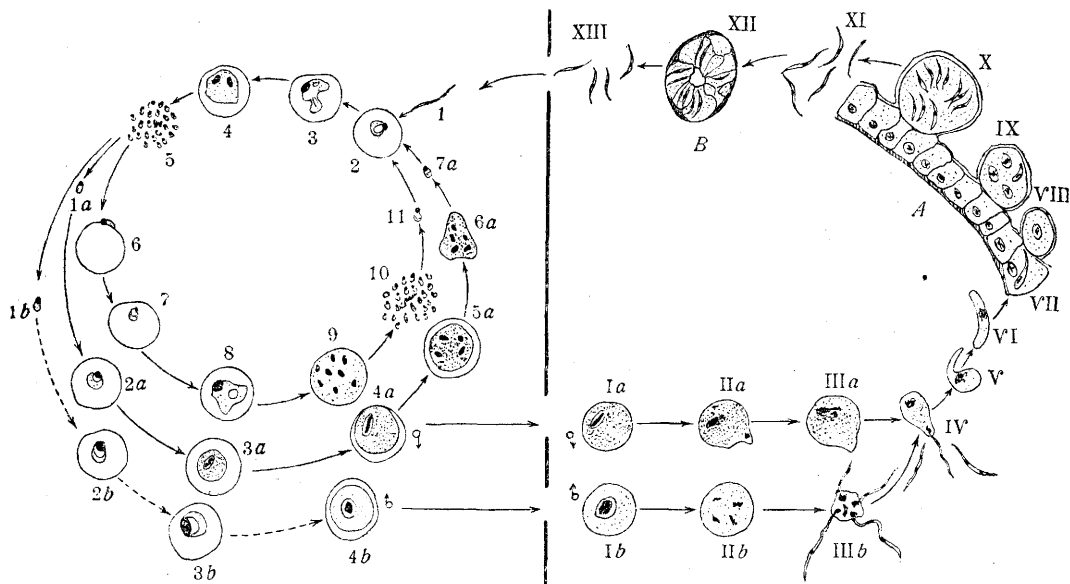 XIII
XII
XI
X
IX
VIII
VII
VI
V
IV
A
B
1
2
3
4
5
1a
6
1b
7
8
9
10
11
7a
6a
5a
4a
♀
2a
3a
2b
3b
4b
♂
Ia
IIa
IIIa
♀
♂
Ib
IIb
IIIb